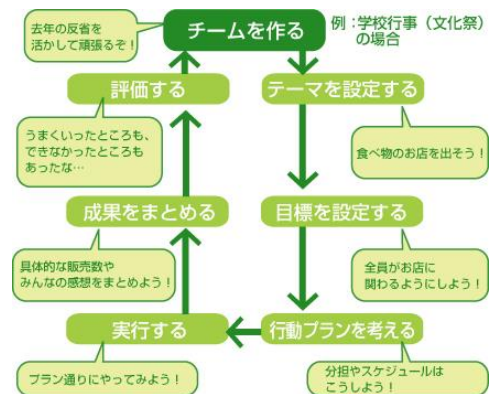 チームを作る
例：学校行事（文化祭）
の場合
去年の反省を
活かして頑張るぞ！
テーマを設定する
食べ物のお店を出そう！
目標を設定する
全員がお店に
関わるようにしよう！
行動プランを考える
分担やスケジュールは
こうしよう！
実行する
プラン通りにやってみよう！
成果をまとめる
具体的な販売数や
みんなの感想をまとめよう！
評価する
うまくいったところも、
できなかったところも
あったな…